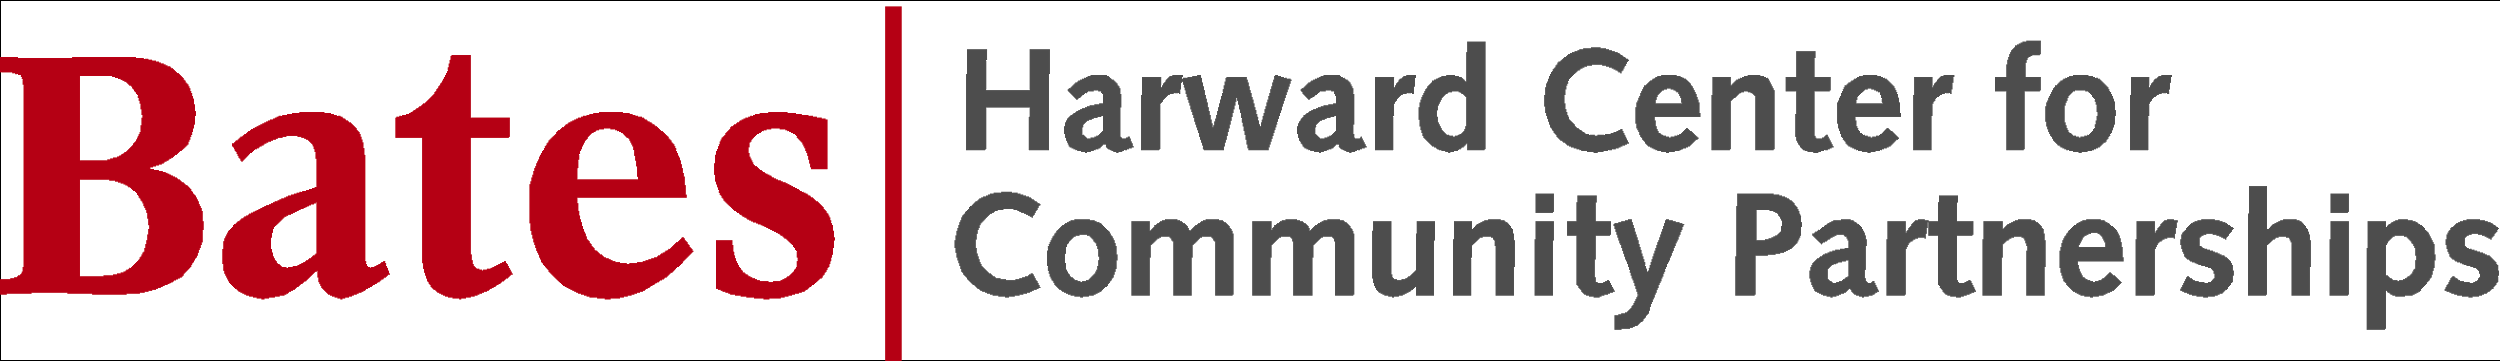 Bates
Harward Center for
Community Partnerships